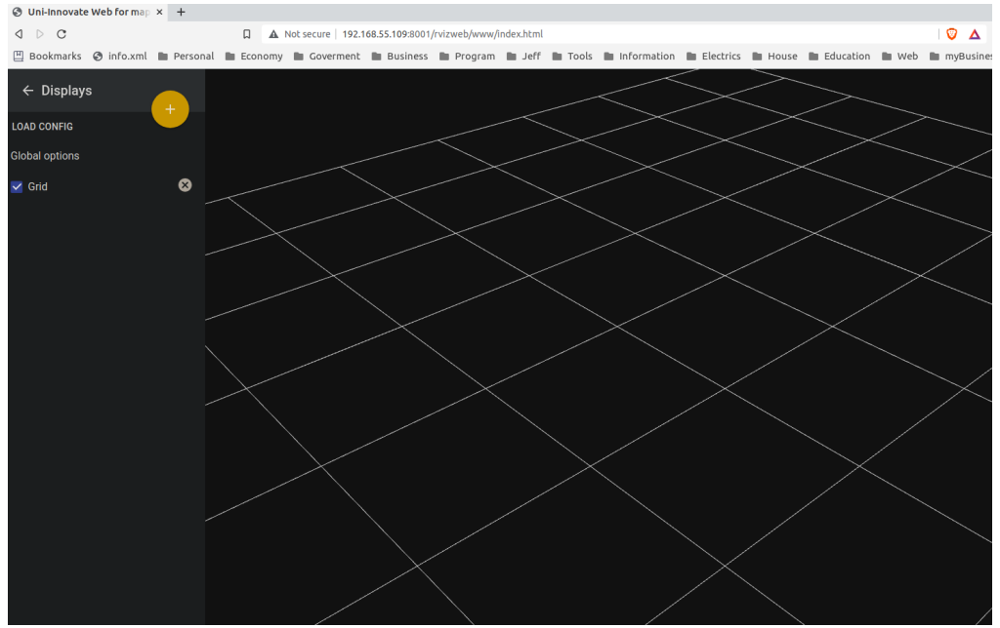 Uni-Innovate Web for map
Not secure 192.168.55.109:8001/rvizweb/www/index.html
Bookmarks info.xml Personal Economy Goverment Business Program Jeff Tools Information Electrics House Education Web myBusines
Displays
LOAD CONFIG
Global options
Grid